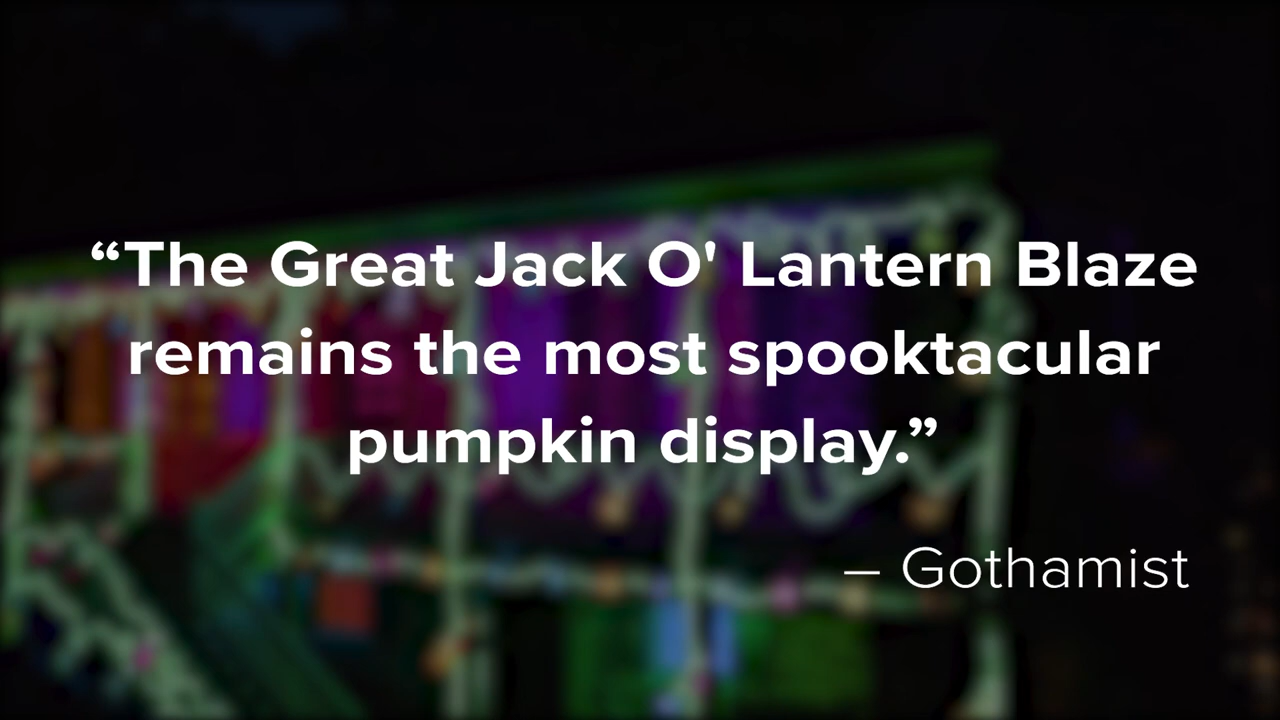 “The Great Jack O' Lantern Blaze
remains the most spooktacular
pumpkin display.”
– Gothamist